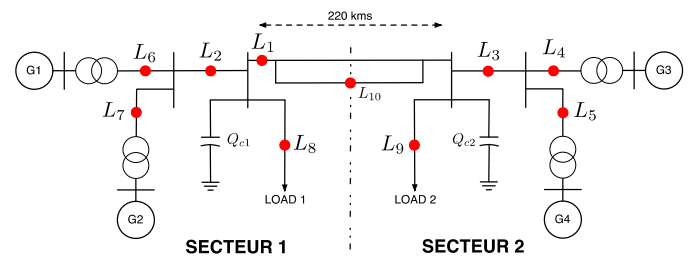 220 kms
L1
L6
L2
L3
L4
G1
G3
L10
L7
L5
Qc1
L8
L9
Qc2
LOAD 1
LOAD 2
G2
G4
SECTEUR 1
SECTEUR 2